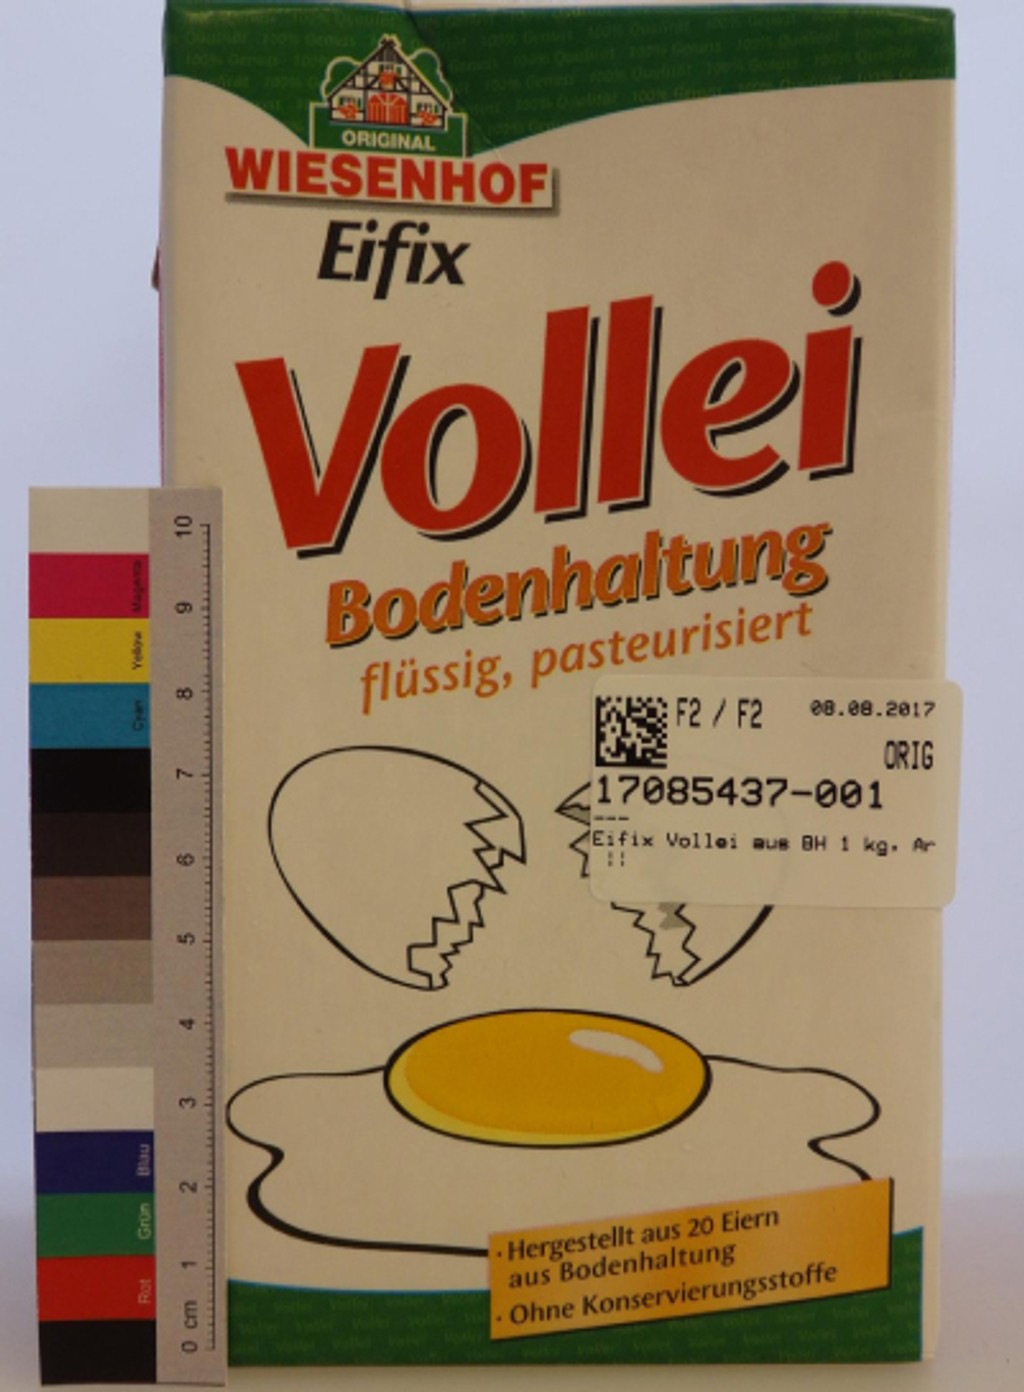 ORIGINAL
WIESENHOF
Eifix
Vollei
Bodenhaltung
flüssig, pasteurisiert
F2 / F2 08.08.2017
ORIG
17085437-001
---
Eifix Vollei aus BH 1 kg, Ar
· Hergestellt aus 20 Eiern
aus Bodenhaltung
· Ohne Konservierungsstoffe
Magenta
Yellow
Cyan
Blau
Grün
Rot
10
9
8
7
6
5
4
3
2
1
0 cm